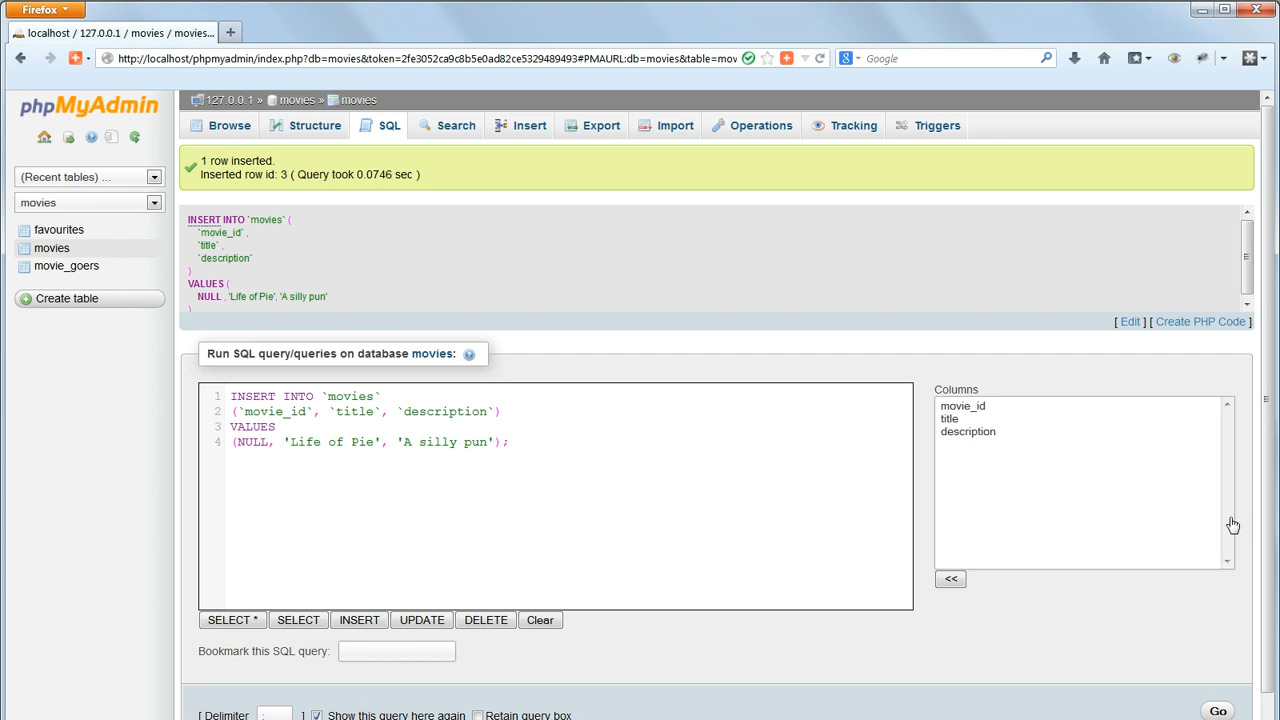 Firefox
localhost / 127.0.0.1 / movies / movies...
http://localhost/phpmyadmin/index.php?db=movies&token=2fe3052ca9c8b5e0ad82ce5329489493#PMAURL:db=movies&table=mov
Google
phpMyAdmin
(Recent tables) ...
movies
favourites
movies
movie_goers
Create table
127.0.0.1 » movies » movies
Browse Structure SQL Search Insert Export Import Operations Tracking Triggers
1 row inserted.
Inserted row id: 3 ( Query took 0.0746 sec )
INSERT INTO `movies` (
`movie_id` ,
`title` ,
`description`
)
VALUES (
NULL , 'Life of Pie', 'A silly pun'
)
[ Edit ] [ Create PHP Code ]
Run SQL query/queries on database movies:
1 INSERT INTO `movies`
2 (`movie_id`, `title`, `description`)
3 VALUES
4 (NULL, 'Life of Pie', 'A silly pun');
Columns
movie_id
title
description
<<
SELECT * SELECT INSERT UPDATE DELETE Clear
Bookmark this SQL query:
[ Delimiter ; ] Show this query here again Retain query box
Go